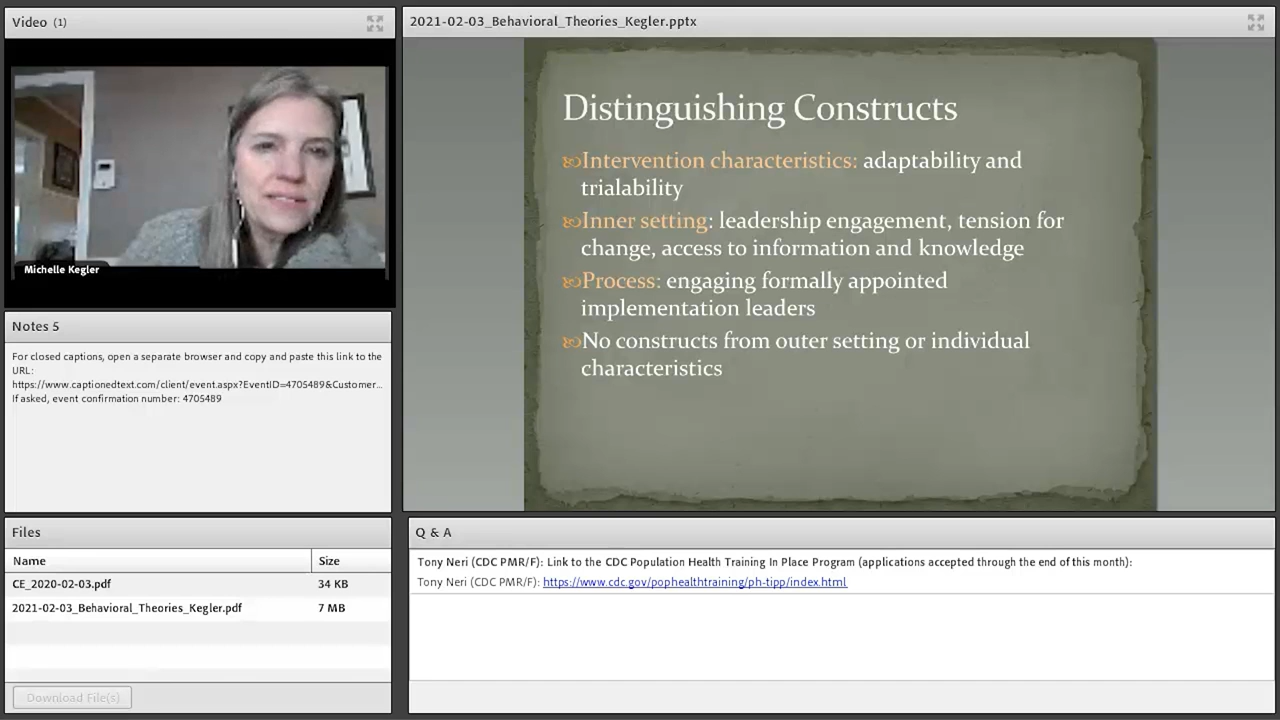 Video (1)
Michelle Kegler
Notes 5
For closed captions, open a separate browser and copy and paste this link to the
URL:
https://www.captionedtext.com/client/event.aspx?EventID=4705489&Customer...
If asked, event confirmation number: 4705489
Files
Name Size
CE_2020-02-03.pdf 34 KB
2021-02-03_Behavioral_Theories_Kegler.pdf 7 MB
Download File(s)
2021-02-03_Behavioral_Theories_Kegler.pptx
Distinguishing Constructs
Intervention characteristics: adaptability and
trialability
Inner setting: leadership engagement, tension for
change, access to information and knowledge
Process: engaging formally appointed
implementation leaders
No constructs from outer setting or individual
characteristics
Q & A
Tony Neri (CDC PMR/F): Link to the CDC Population Health Training In Place Program (applications accepted through the end of this month):
Tony Neri (CDC PMR/F): https://www.cdc.gov/pophealthtraining/ph-tipp/index.html